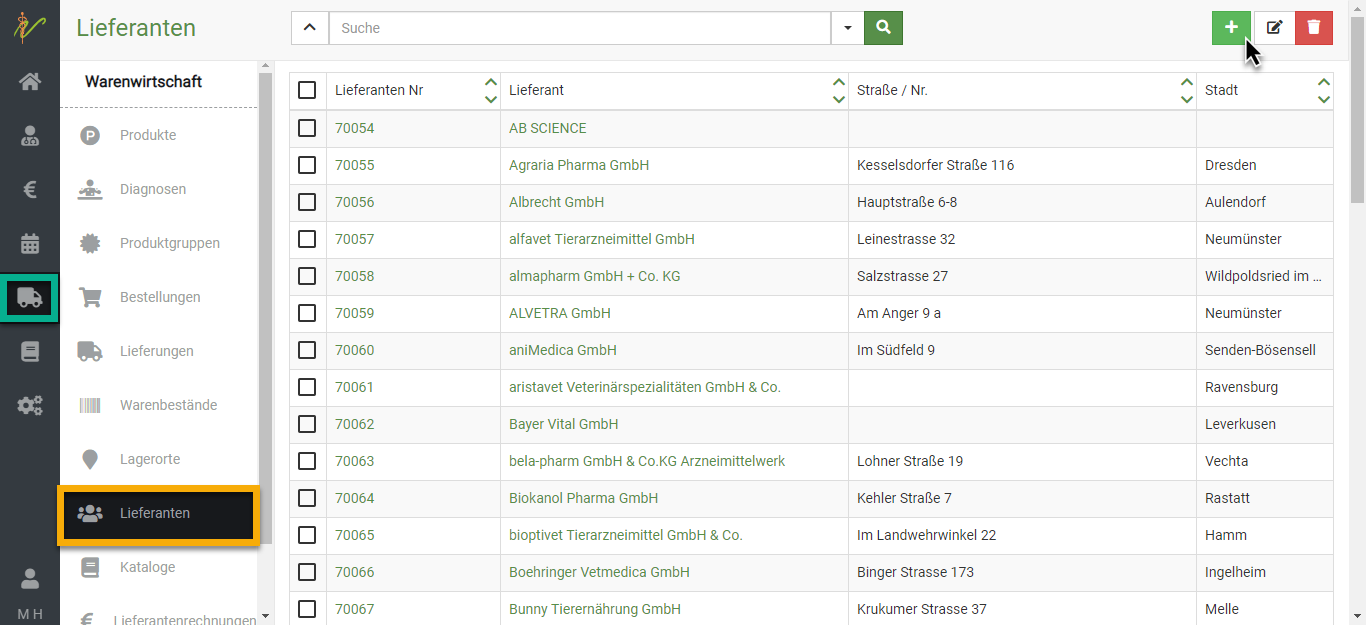 Lieferanten
Suche
Warenwirtschaft
P Produkte
Diagnosen
Produktgruppen
Bestellungen
Lieferungen
Warenbestände
Lagerorte
Lieferanten
Kataloge
€ Lieferantenrechnungen
€
M H
Lieferanten Nr Lieferant Straße / Nr. Stadt
70054 AB SCIENCE
70055 Agraria Pharma GmbH Kesselsdorfer Straße 116 Dresden
70056 Albrecht GmbH Hauptstraße 6-8 Aulendorf
70057 alfavet Tierarzneimittel GmbH Leinestrasse 32 Neumünster
70058 almapharm GmbH + Co. KG Salzstrasse 27 Wildpoldsried im ...
70059 ALVETRA GmbH Am Anger 9 a Neumünster
70060 aniMedica GmbH Im Südfeld 9 Senden-Bösensell
70061 aristavet Veterinärspezialitäten GmbH & Co. Ravensburg
70062 Bayer Vital GmbH Leverkusen
70063 bela-pharm GmbH & Co.KG Arzneimittelwerk Lohner Straße 19 Vechta
70064 Biokanol Pharma GmbH Kehler Straße 7 Rastatt
70065 bioptivet Tierarzneimittel GmbH & Co. Im Landwehrwinkel 22 Hamm
70066 Boehringer Vetmedica GmbH Binger Strasse 173 Ingelheim
70067 Bunny Tierernährung GmbH Krukumer Strasse 37 Melle